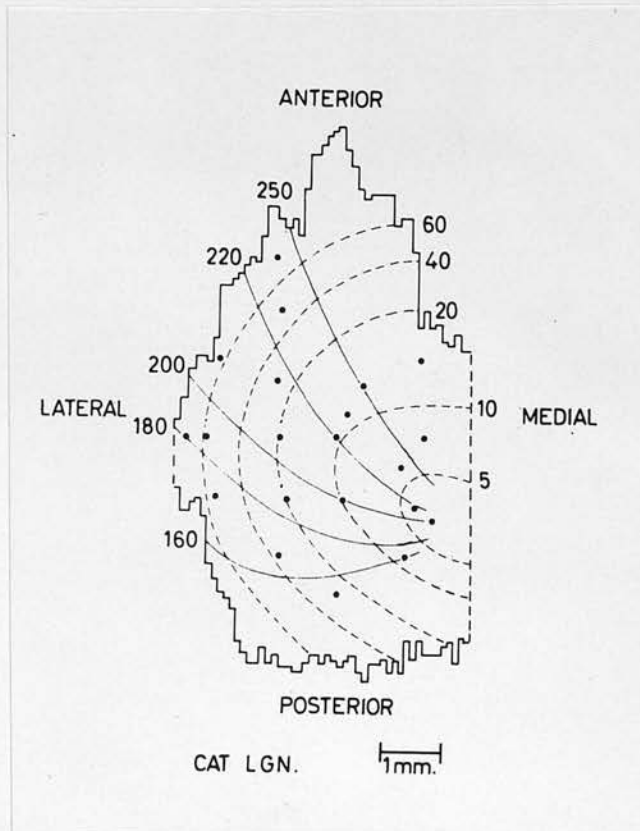 ANTERIOR
250
60
220
40
20
200
LATERAL
10
MEDIAL
180
5
160
POSTERIOR
CAT LGN.
1mm.